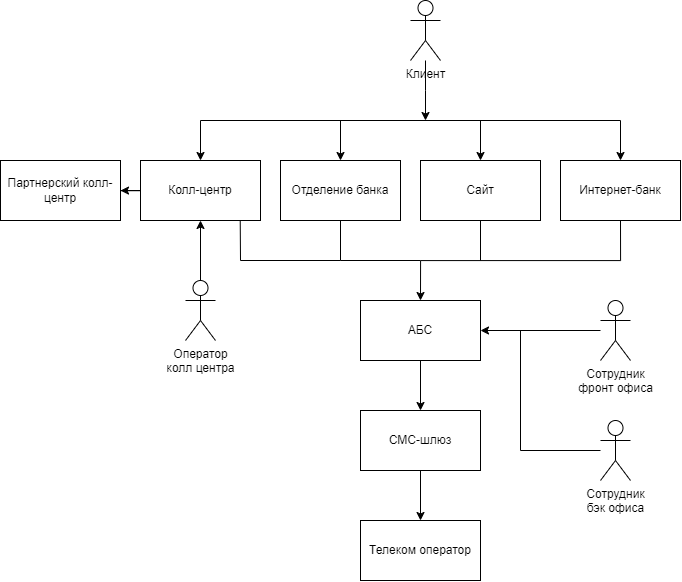 Клиент
Партнерский колл-
центр
Колл-центр
Отделение банка
Сайт
Интернет-банк
Оператор
колл центра
АБС
Сотрудник
фронт офиса
СМС-шлюз
Сотрудник
бэк офиса
Телеком оператор